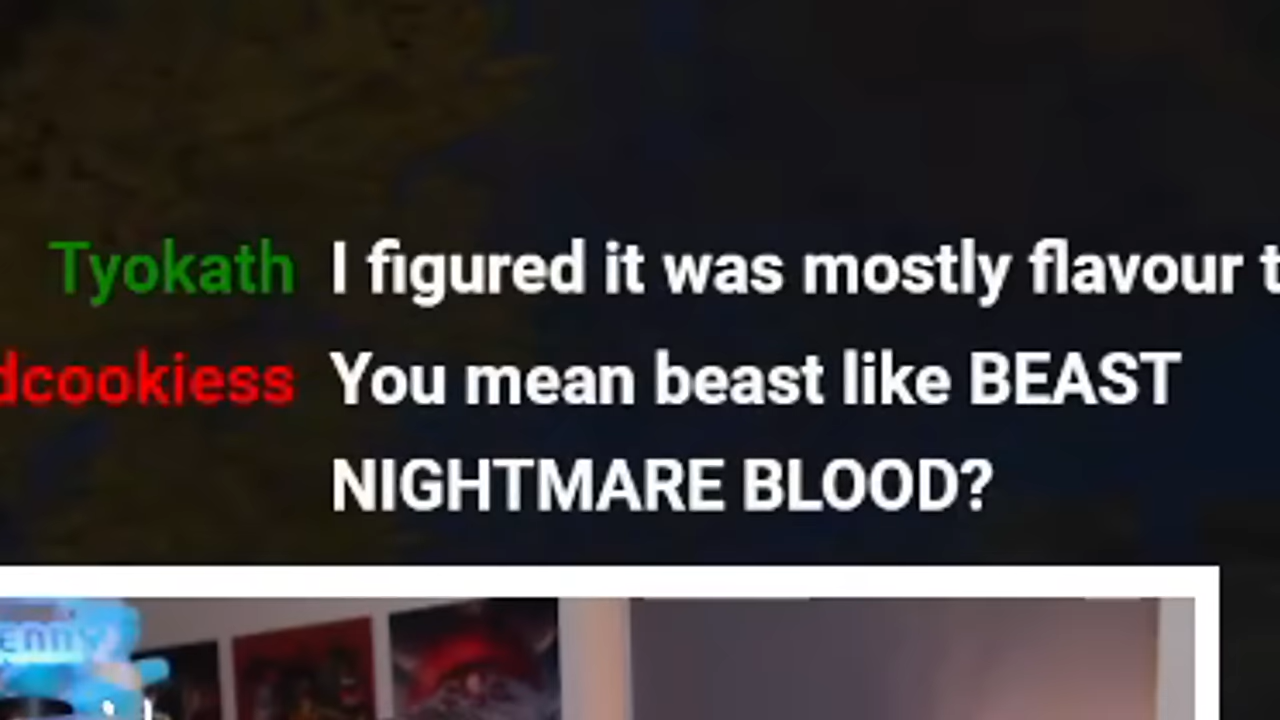 Tyokath I figured it was mostly flavour t
dcookiess You mean beast like BEAST
NIGHTMARE BLOOD?